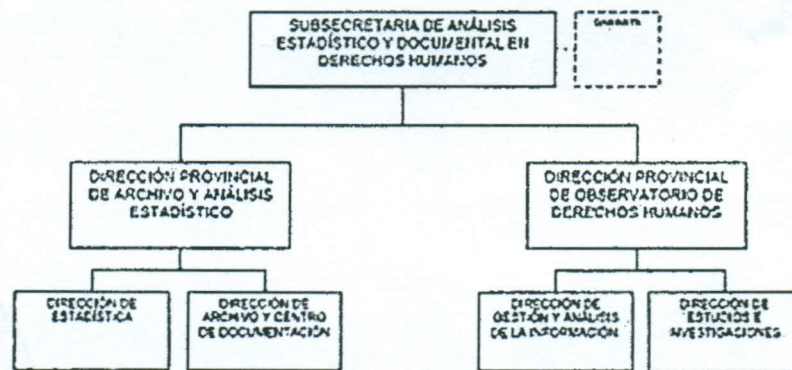 SUBSECRETARIA DE ANÁLISIS
ESTADÍSTICO Y DOCUMENTAL EN
DERECHOS HUMANOS
DIRECCIÓN PROVINCIAL
DE ARCHIVO Y ANÁLISIS
ESTADÍSTICO
DIRECCIÓN PROVINCIAL
DE OBSERVATORIO DE
DERECHOS HUMANOS
DIRECCIÓN DE
ESTADÍSTICA
DIRECCIÓN DE
ARCHIVO Y CENTRO
DE DOCUMENTACIÓN
DIRECCIÓN DE
GESTIÓN Y ANÁLISIS
DE LA INFORMACIÓN
DIRECCIÓN DE
ESTUDIOS E
INVESTIGACIONES